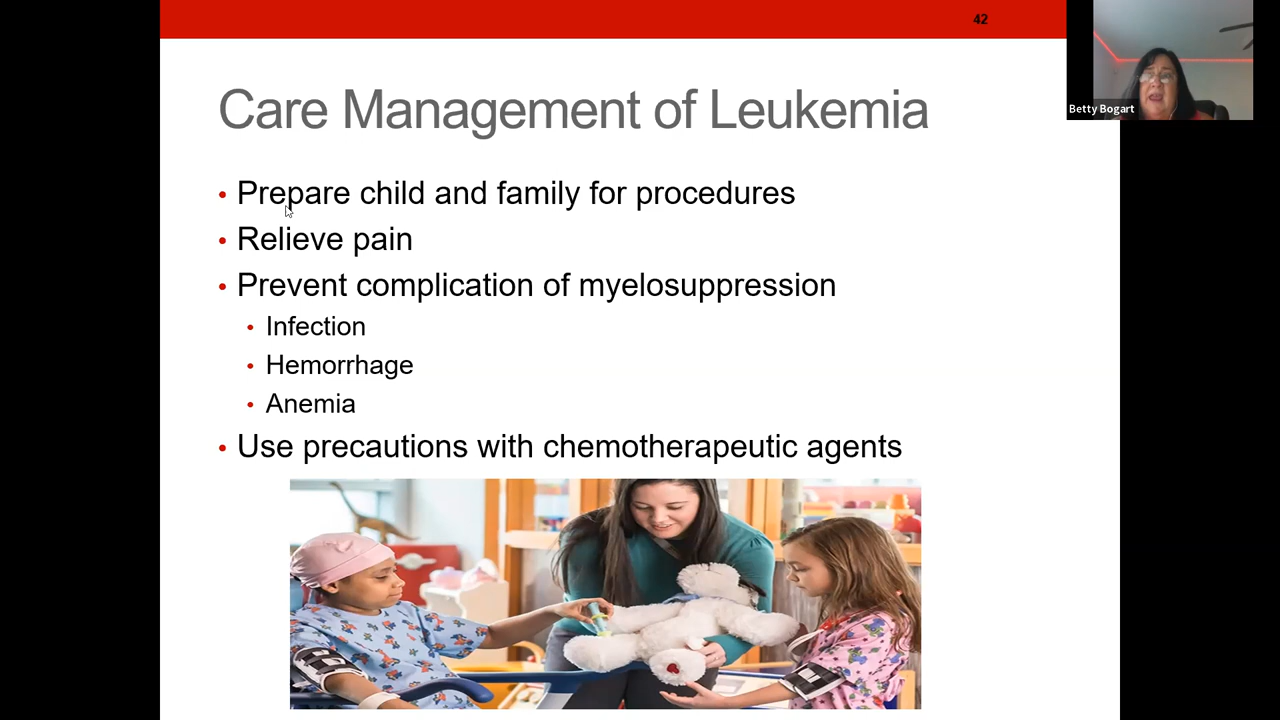 42
Betty Bogart
Care Management of Leukemia
• Prepare child and family for procedures
• Relieve pain
• Prevent complication of myelosuppression
• Infection
• Hemorrhage
• Anemia
• Use precautions with chemotherapeutic agents